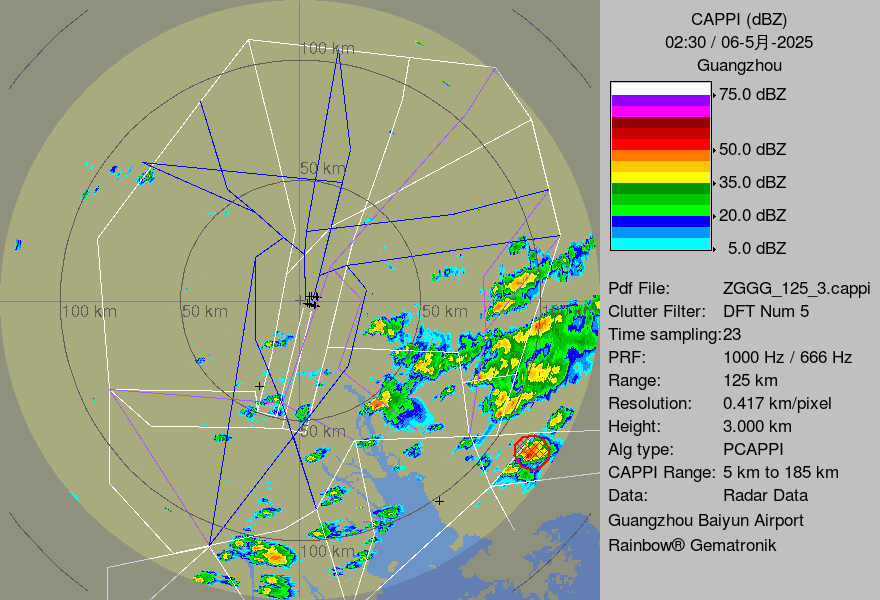 CAPPI (dBZ)
02:30 / 06-5月-2025
Guangzhou
75.0 dBZ
50.0 dBZ
35.0 dBZ
20.0 dBZ
5.0 dBZ
Pdf File: ZGGG_125_3.cappi
Clutter Filter: DFT Num 5
Time sampling:23
PRF: 1000 Hz / 666 Hz
Range: 125 km
Resolution: 0.417 km/pixel
Height: 3.000 km
Alg type: PCAPPI
CAPPI Range: 5 km to 185 km
Data: Radar Data
Guangzhou Baiyun Airport
Rainbow® Gematronik
100 km
50 km
100 km
50 km
50 km
50 km
100 km